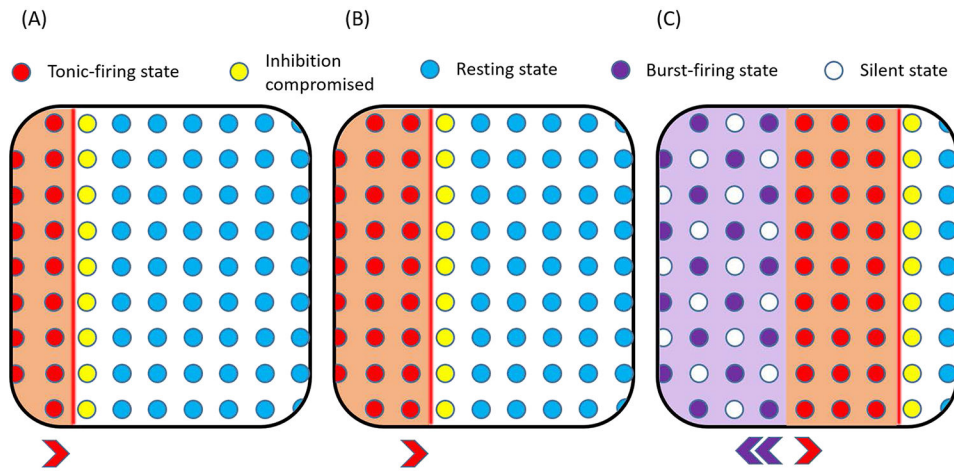 (A)
(B)
(C)
Tonic-firing state
Inhibition
compromised
Resting state
Burst-firing state
Silent state